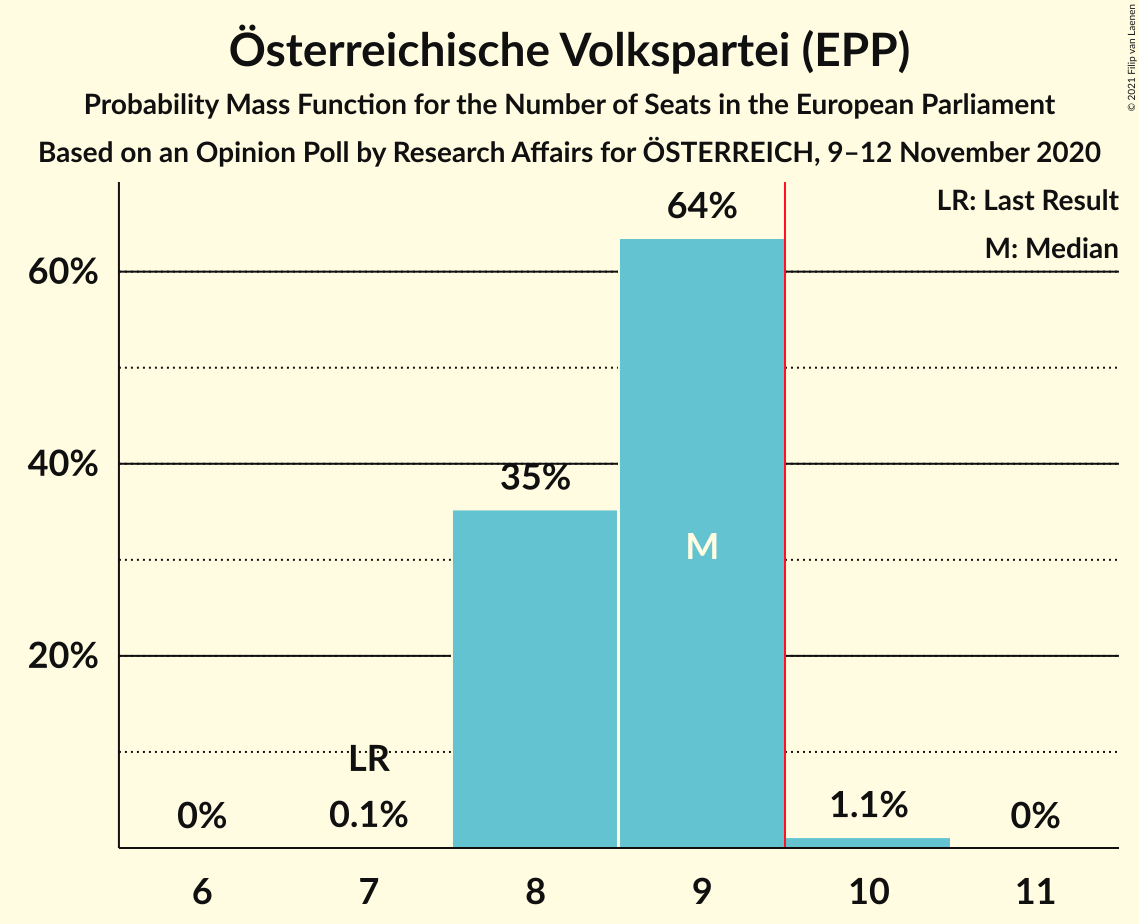 Österreichische Volkspartei (EPP)
Probability Mass Function for the Number of Seats in the European Parliament
Based on an Opinion Poll by Research Affairs for ÖSTERREICH, 9–12 November 2020
© 2021 Filip van Laenen
LR: Last Result
M: Median
64%
60%
40%
35%
M
20%
LR
0%
0.1%
1.1%
0%
6
7
8
9
10
11